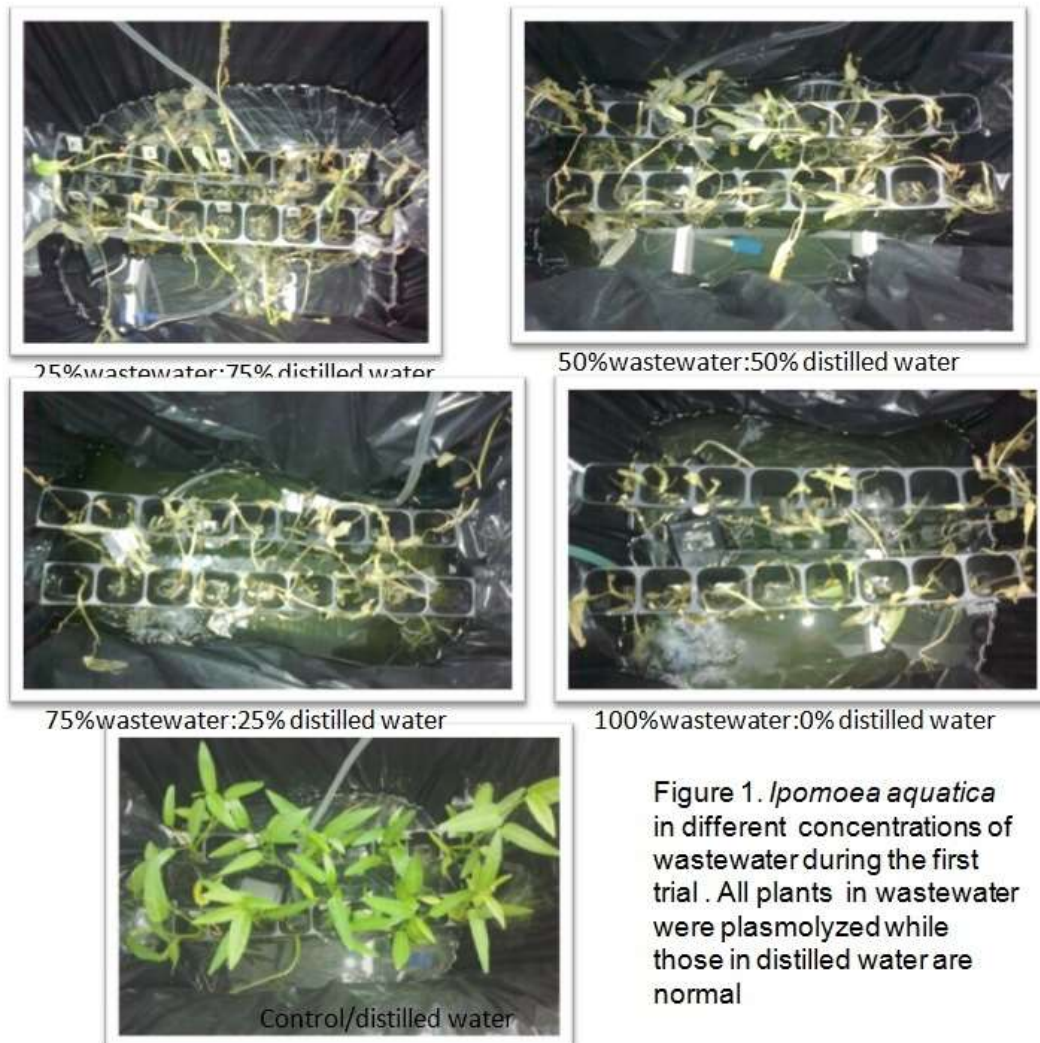 25%wastewater:75% distilled water
50%wastewater:50% distilled water
75%wastewater:25% distilled water
100%wastewater:0% distilled water
Control/distilled water
Figure 1. Ipomoea aquatica
in different concentrations of
wastewater during the first
trial . All plants in wastewater
were plasmolyzed while
those in distilled water are
normal